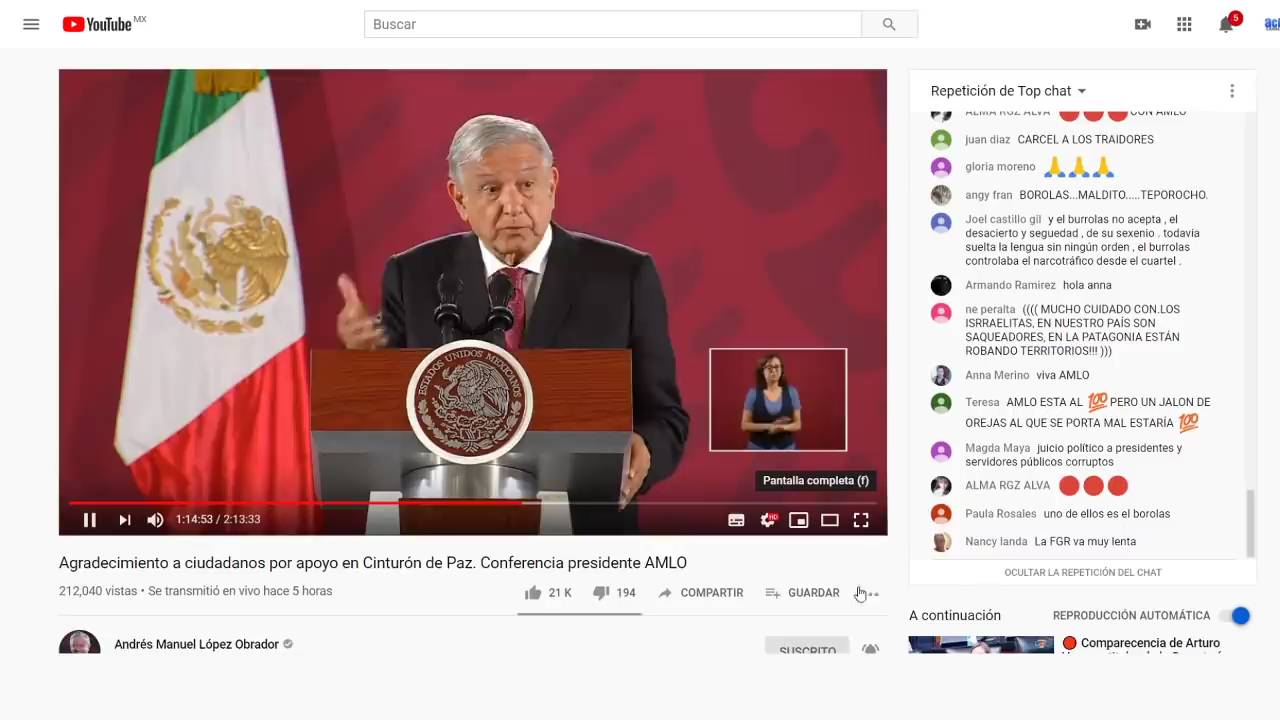 YouTube MX
Buscar
5
ESTADOS UNIDOS MEXICANOS
Pantalla completa (f)
1:14:53 / 2:13:33
HD
Agradecimiento a ciudadanos por apoyo en Cinturón de Paz. Conferencia presidente AMLO
212,040 vistas • Se transmitió en vivo hace 5 horas
21 K
194
COMPARTIR
GUARDAR
Andrés Manuel López Obrador
SUSCRITO
Repetición de Top chat
ALMA RGZ ALVA 🔴🔴🔴CON AMLO
juan diaz CARCEL A LOS TRAIDORES
gloria moreno 🙏🙏🙏
angy fran BOROLAS...MALDITO.....TEPOROCHO.
Joel castillo gil y el burrolas no acepta , el
desacierto y seguedad , de su sexenio . todavía
suelta la lengua sin ningún orden , el burrolas
controlaba el narcotráfico desde el cuartel .
Armando Ramirez hola anna
ne peralta (((( MUCHO CUIDADO CON.LOS
ISRRAELITAS, EN NUESTRO PAÍS SON
SAQUEADORES, EN LA PATAGONIA ESTÁN
ROBANDO TERRITORIOS!!! )))
Anna Merino viva AMLO
Teresa AMLO ESTA AL 💯 PERO UN JALON DE
OREJAS AL QUE SE PORTA MAL ESTARÍA 💯
Magda Maya juicio político a presidentes y
servidores públicos corruptos
ALMA RGZ ALVA 🔴🔴🔴
Paula Rosales uno de ellos es el borolas
Nancy landa La FGR va muy lenta
OCULTAR LA REPETICIÓN DEL CHAT
A continuación
REPRODUCCIÓN AUTOMÁTICA
🔴 Comparecencia de Arturo